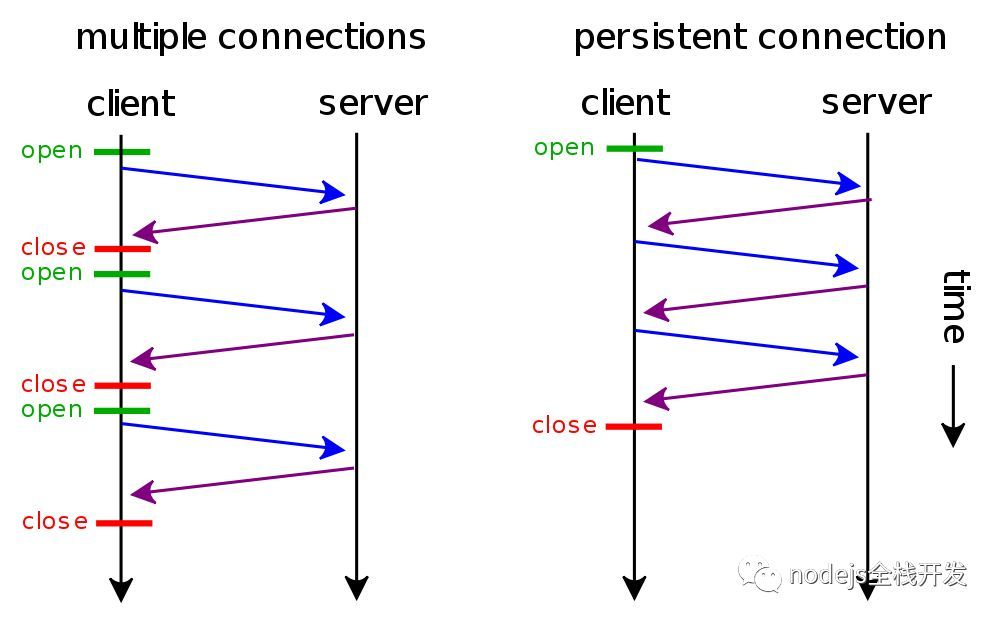 multiple connections
client
server
open
close
open
close
open
close
persistent connection
client
server
open
close
time
nodejs全栈开发